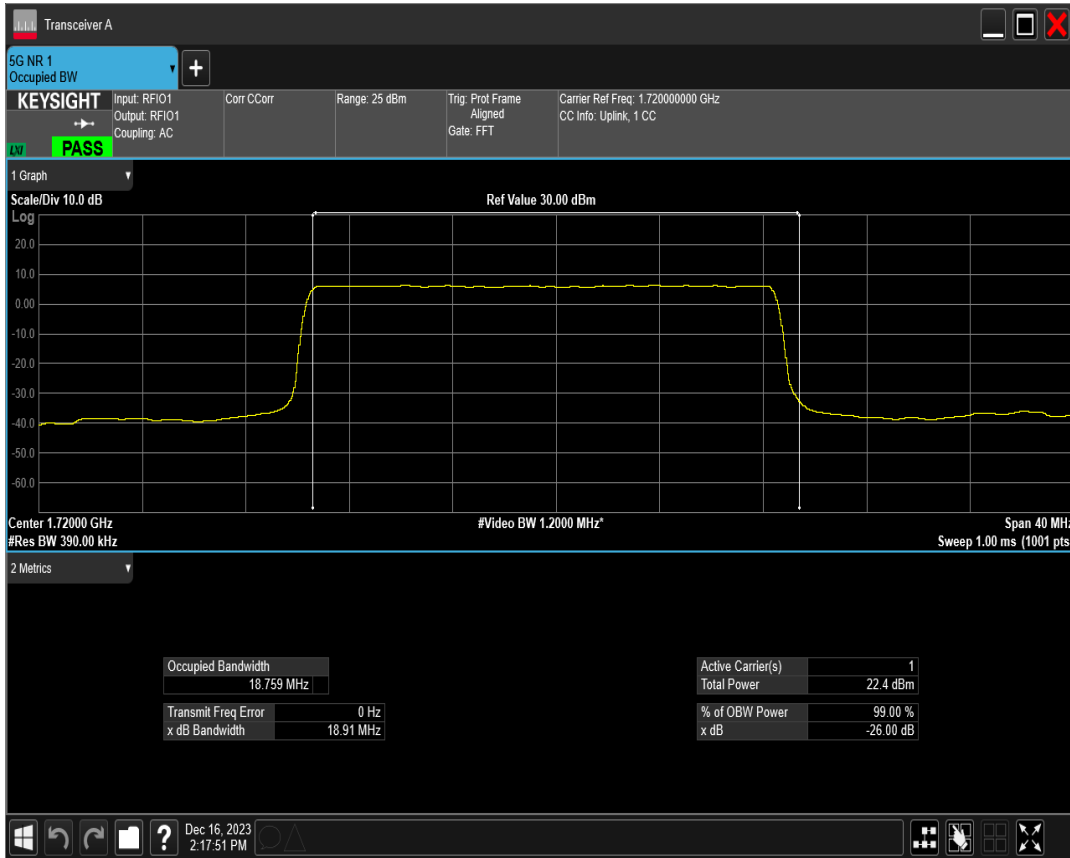 Transceiver A
5G NR 1
Occupied BW
KEYSIGHT
LXI
PASS
Input: RFIO1
Output: RFIO1
Coupling: AC
Corr CCorr
Range: 25 dBm
Trig: Prot Frame
Aligned
Gate: FFT
Carrier Ref Freq: 1.720000000 GHz
CC Info: Uplink, 1 CC
1 Graph
Scale/Div 10.0 dB
Ref Value 30.00 dBm
Log
20.0
10.0
0.00
-10.0
-20.0
-30.0
-40.0
-50.0
-60.0
Center 1.72000 GHz
#Video BW 1.2000 MHz*
Span 40 MHz
#Res BW 390.00 kHz
Sweep 1.00 ms (1001 pts
2 Metrics
Occupied Bandwidth
18.759 MHz
Transmit Freq Error 0 Hz
x dB Bandwidth 18.91 MHz
Active Carrier(s) 1
Total Power 22.4 dBm
% of OBW Power 99.00 %
x dB -26.00 dB
?
Dec 16, 2023
2:17:51 PM